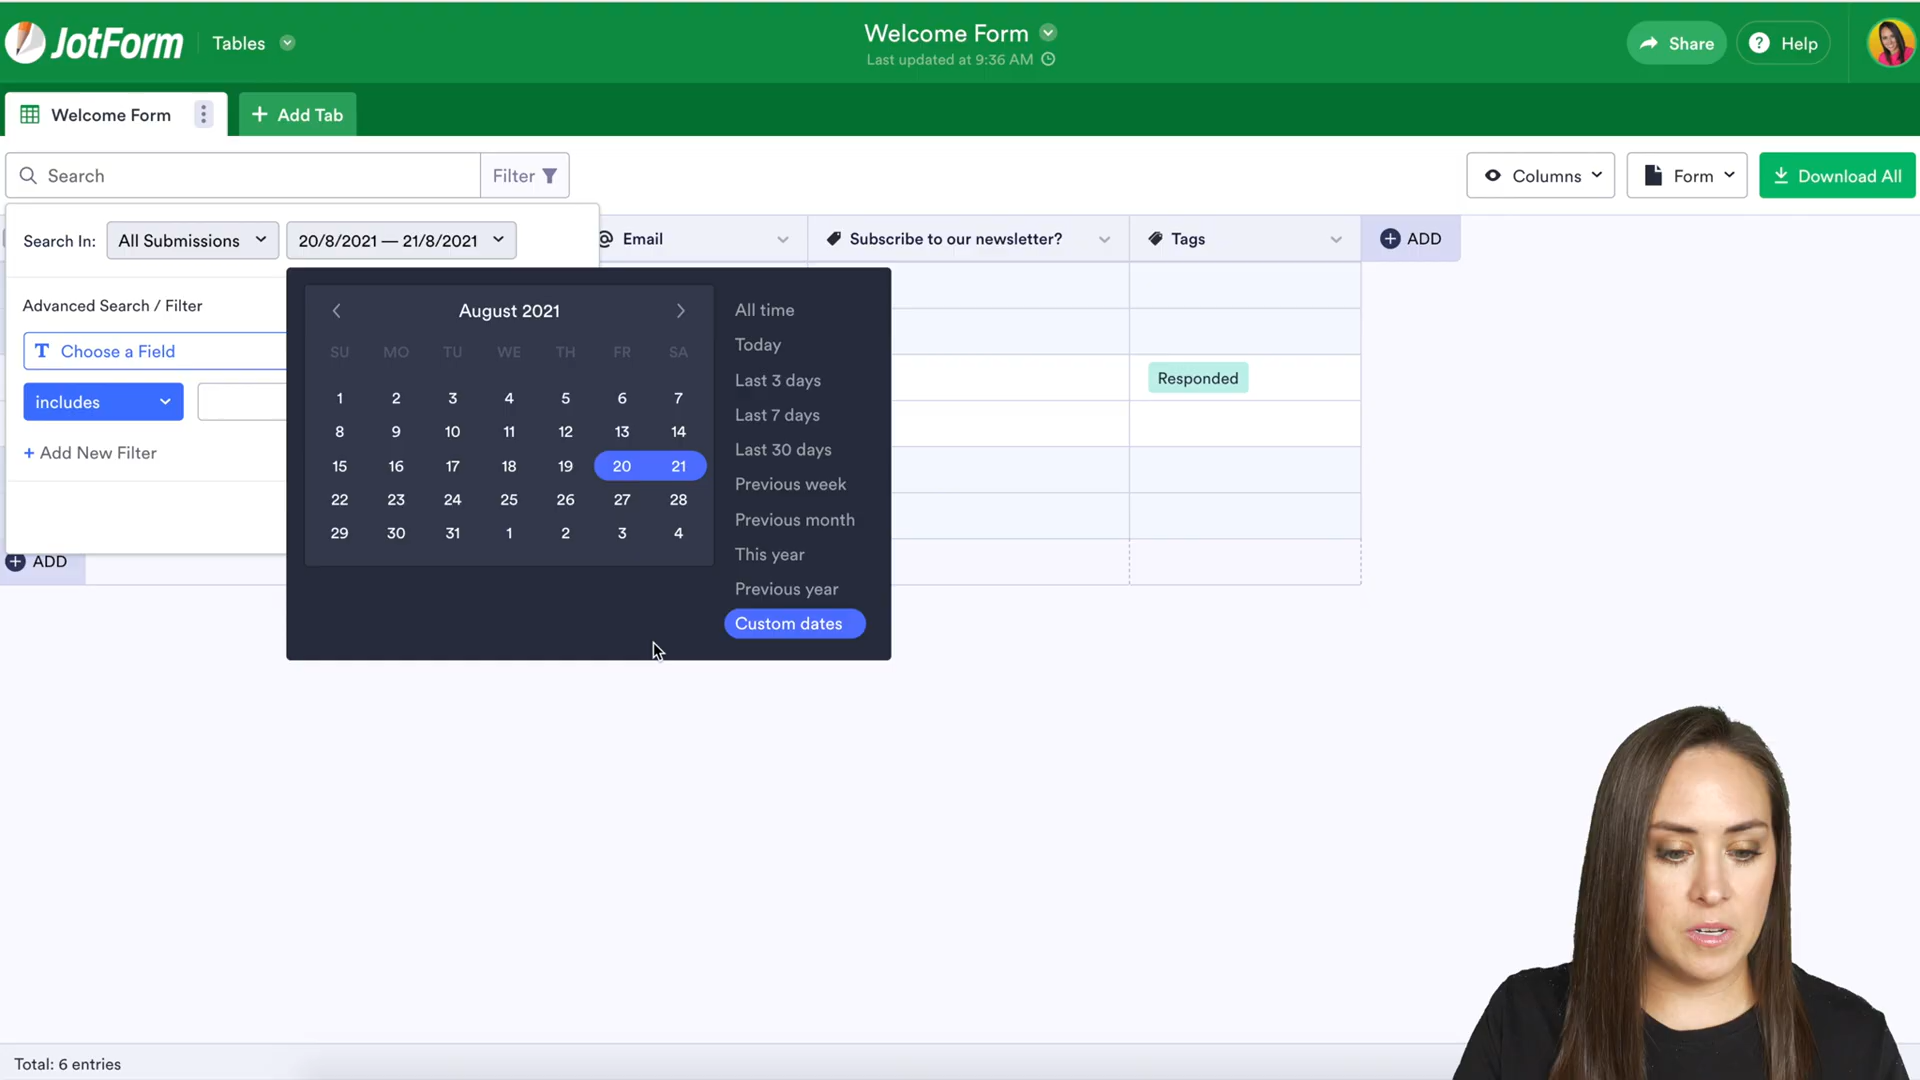 JotForm
Tables
Welcome Form
Last updated at 9:36 AM
Share
? Help
Welcome Form
+ Add Tab
Search
Filter
Columns
Form
Download All
Search In:
All Submissions
20/8/2021 — 21/8/2021
@ Email
Subscribe to our newsletter?
Tags
+ ADD
Advanced Search / Filter
T Choose a Field
includes
+ Add New Filter
+ ADD
August 2021
SU MO TU WE TH FR SA
1 2 3 4 5 6 7
8 9 10 11 12 13 14
15 16 17 18 19 20 21
22 23 24 25 26 27 28
29 30 31 1 2 3 4
All time
Today
Last 3 days
Last 7 days
Last 30 days
Previous week
Previous month
This year
Previous year
Custom dates
Responded
Total: 6 entries